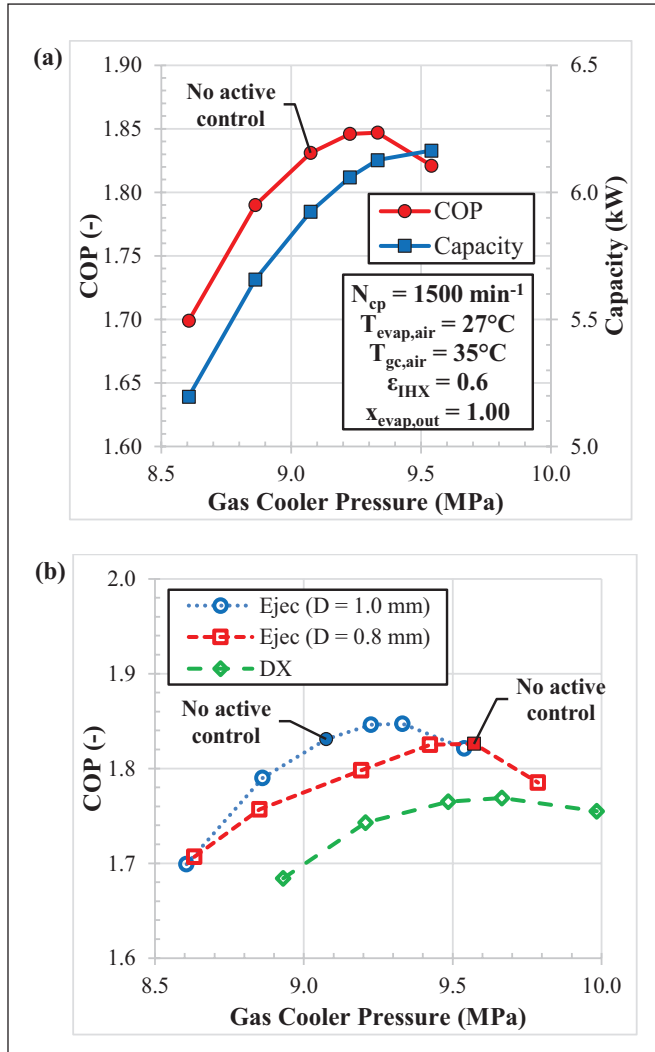 (a)
1.90
1.85
1.80
1.75
1.70
1.65
1.60
COP (-)
6.5
6.0
5.5
5.0
Capacity (kW)
No active
control
COP
Capacity
N_cp = 1500 min⁻¹
T_evap,air = 27°C
T_gc,air = 35°C
ε_IHX = 0.6
x_evap,out = 1.00
8.5 9.0 9.5 10.0
Gas Cooler Pressure (MPa)
(b)
2.0
1.9
1.8
1.7
1.6
COP (-)
Ejec (D = 1.0 mm)
Ejec (D = 0.8 mm)
DX
No active
control
No active
control
8.5 9.0 9.5 10.0
Gas Cooler Pressure (MPa)